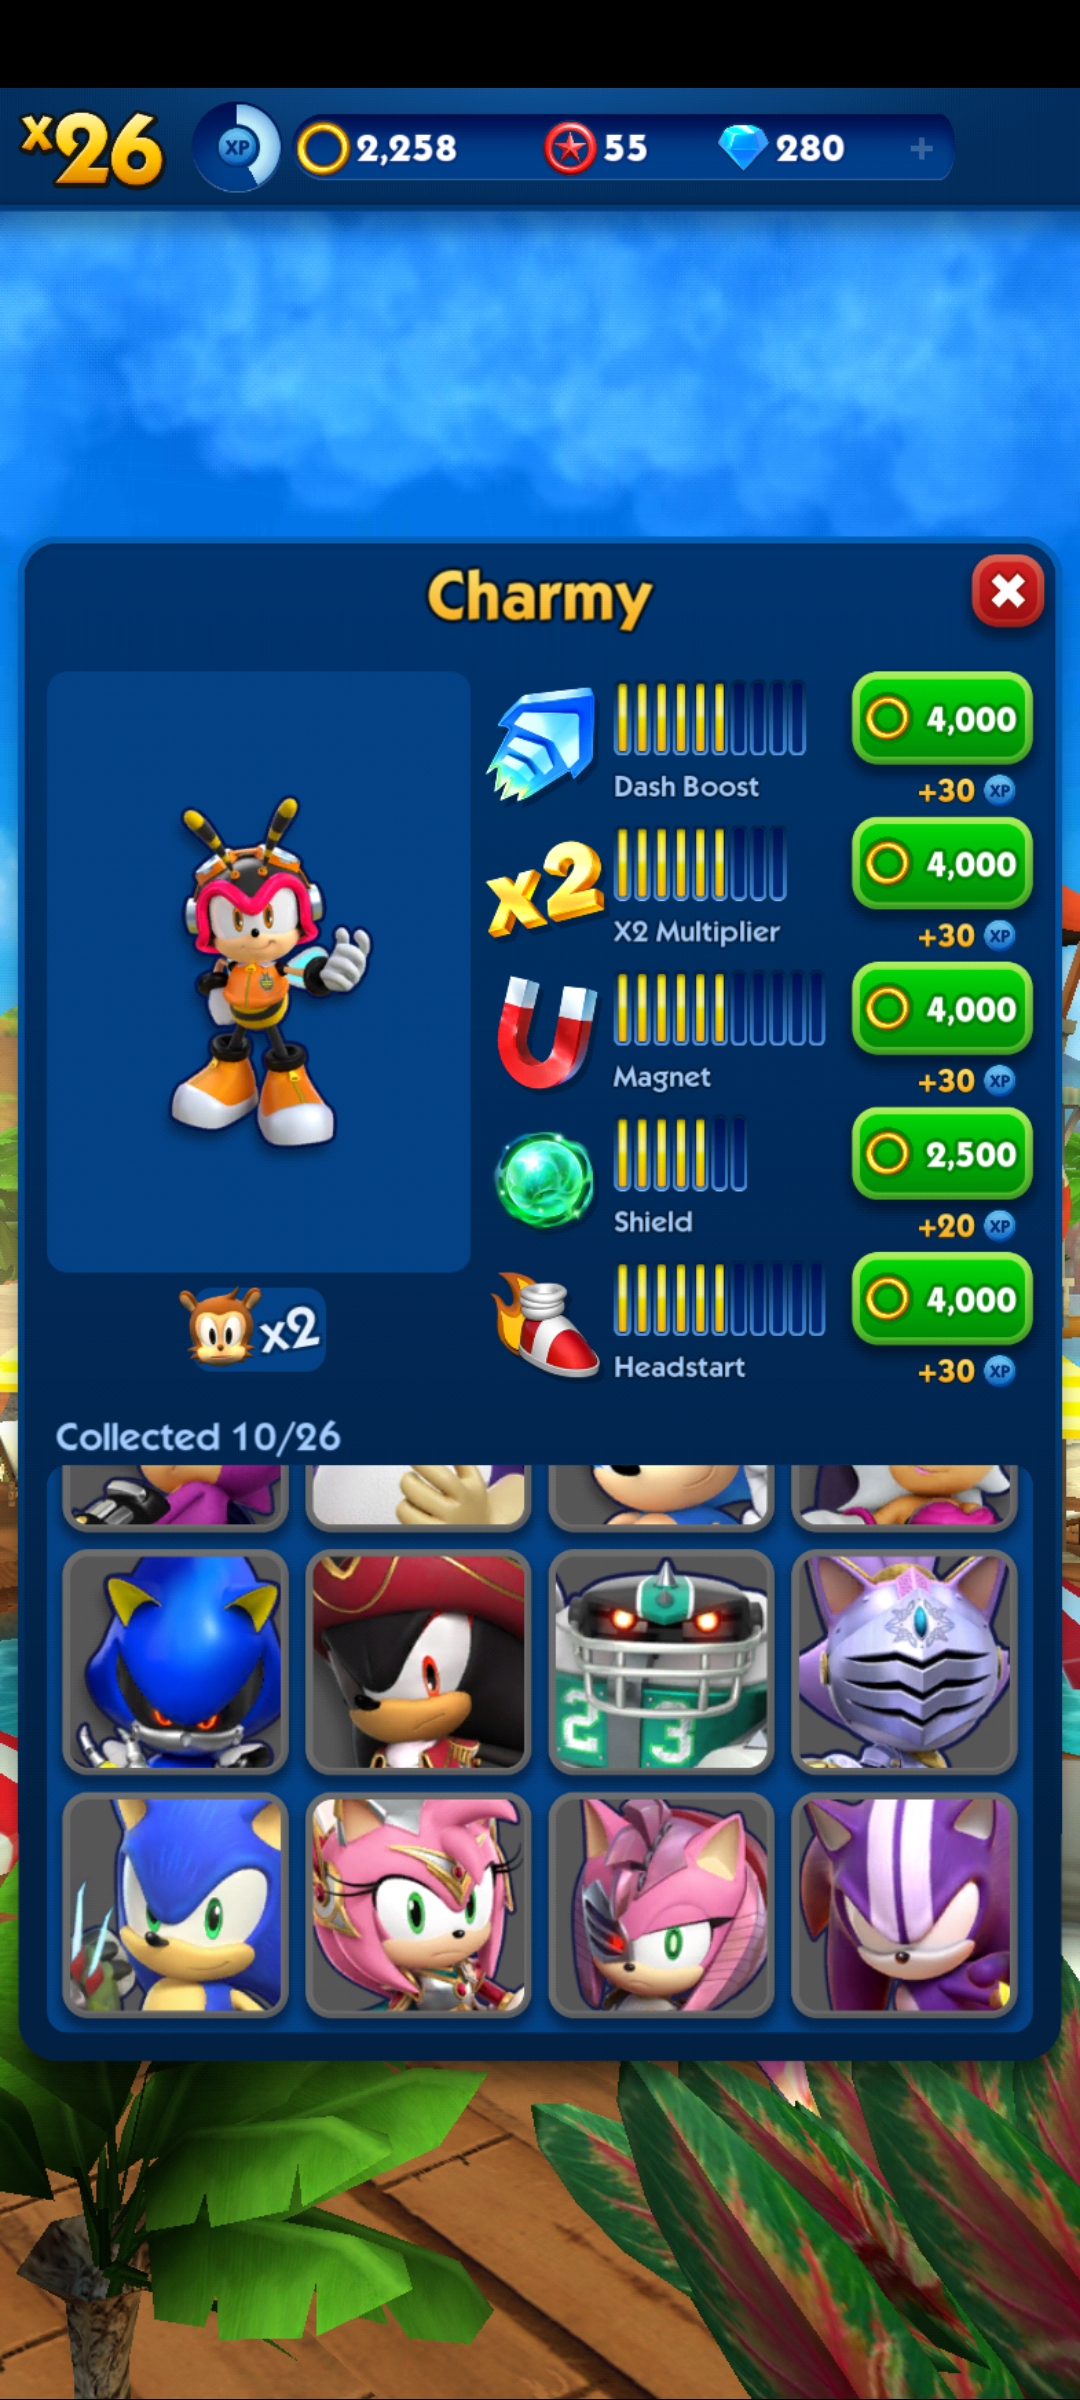 x26 XP 2,258 55 280 +
Charmy
4,000
Dash Boost +30 XP
x2 4,000
X2 Multiplier +30 XP
4,000
Magnet +30 XP
2,500
Shield +20 XP
x2 4,000
Headstart +30 XP
Collected 10/26
2 3